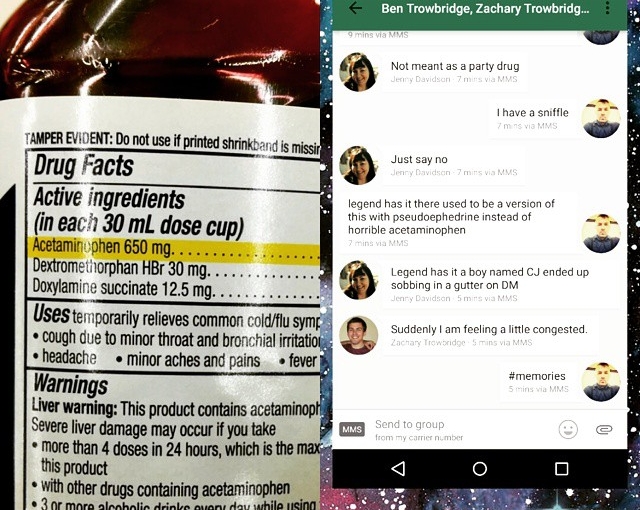 TAMPER EVIDENT: Do not use if printed shrinkband is
Drug Facts
Active ingredients
(in each 30 mL dose cup)
Acetaminophen 650 mg
Dextromethorphan HBr 30 mg
Doxylamine succinate 12.5 mg
Uses temporarily relieves common cold/flu
• cough due to minor throat and bronchial
• headache • minor aches and pains • fever
Warnings
Liver warning: This product contains
Severe liver damage may occur if you take
• more than 4 doses in 24 hours, which is the
this product
• with other drugs containing acetaminophen
• 3 or more alcoholic drinks every day while using
Ben Trowbridge, Zachary Trowbridg...
9 mins via MMS
Not meant as a party drug
Jenny Davidson · 7 mins via MMS
I have a sniffle
7 mins via MMS
Just say no
Jenny Davidson · 7 mins via MMS
legend has it there used to be a version of
this with pseudoephedrine instead of
horrible acetaminophen
7 mins via MMS
Legend has it a boy named CJ ended up
sobbing in a gutter on DM
Jenny Davidson · 5 mins via MMS
Suddenly I am feeling a little congested.
Zachary Trowbridge · 5 mins via MMS
#memories
5 mins via MMS
MMS
Send to group
from my carrier number